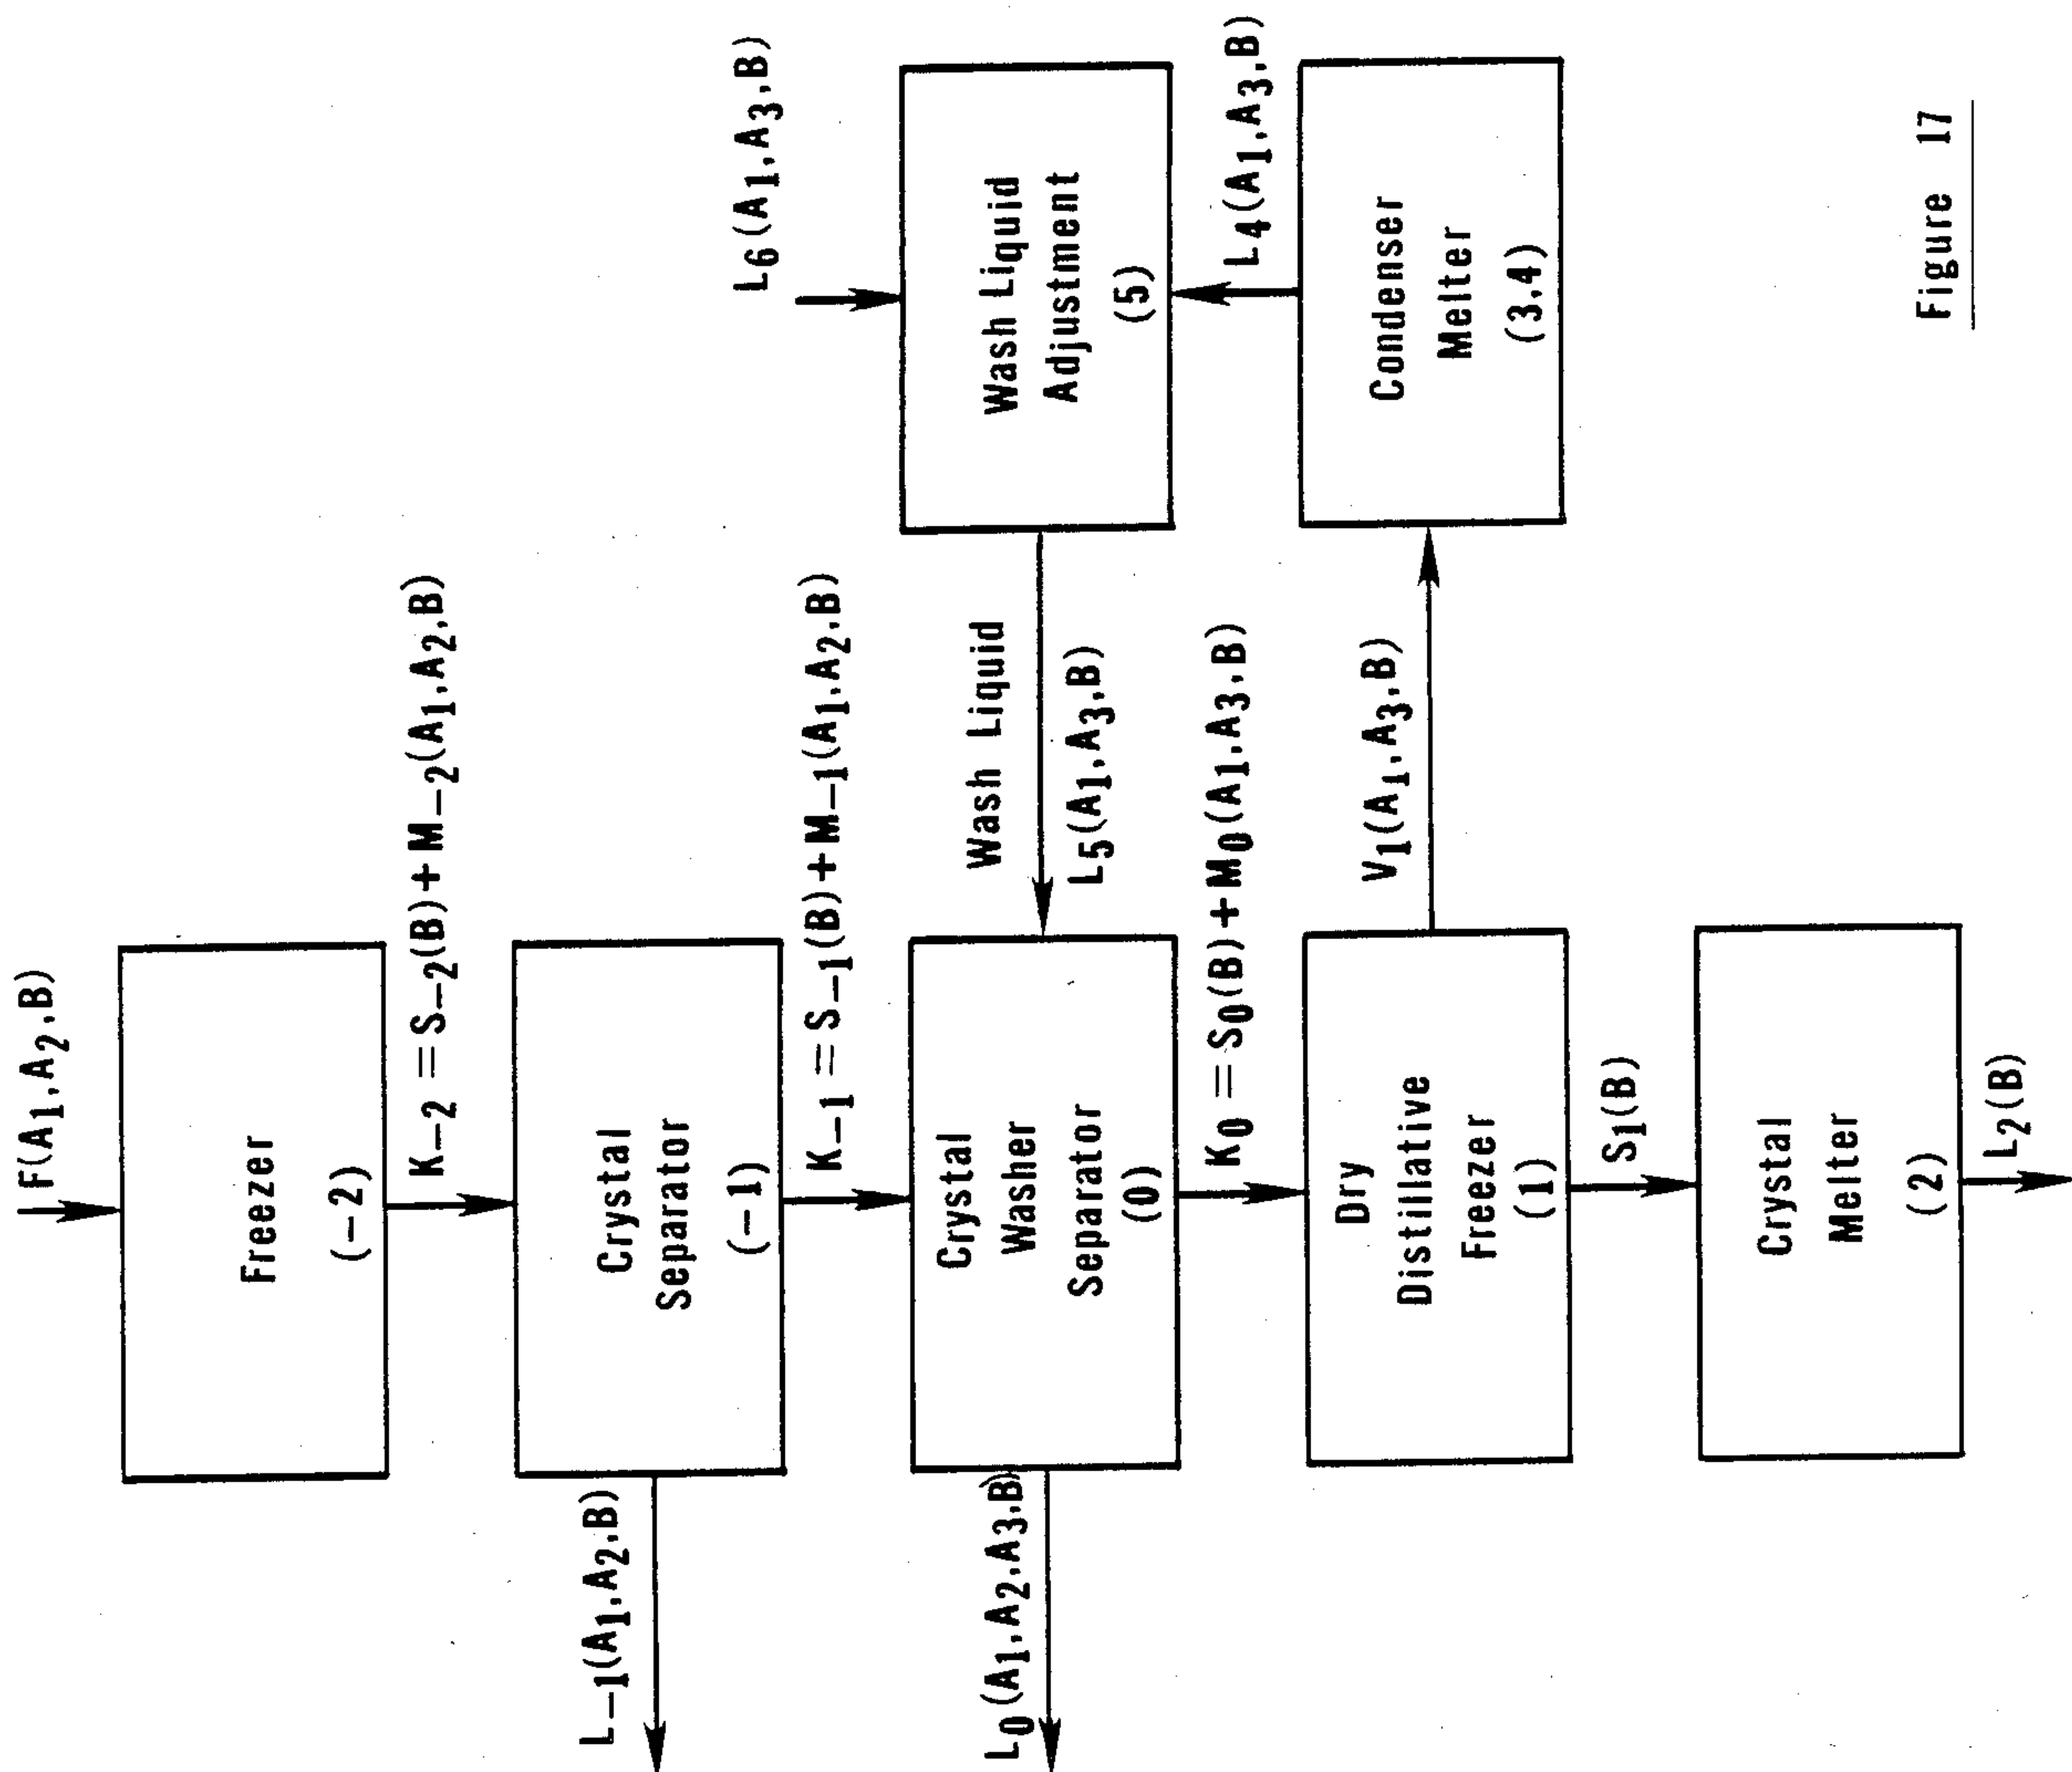 F(A1,A2,B)
Freezer
(−2)
K−2 = S−2(B)+M−2(A1,A2,B)
Crystal
Separator
(−1)
L−1(A1,A2,B)
K−1 = S−1(B)+M−1(A1,A2,B)
Crystal
Washer
Separator
(0)
L0(A1,A2,A3,B)
Wash Liquid
L5(A1,A3,B)
L6(A1,A3,B)
Wash Liquid
Adjustment
(5)
L4(A1,A3,B)
K0 = S0(B)+M0(A1,A3,B)
Dry
Distillative
Freezer
(1)
V1(A1,A3,B)
Condenser
Melter
(3,4)
S1(B)
Crystal
Melter
(2)
L2(B)
Figure 17